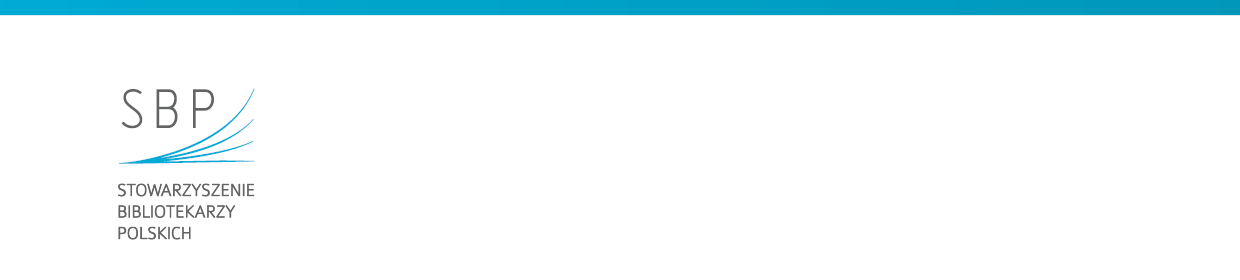 SBP
STOWARZYSZENIE
BIBLIOTEKARZY
POLSKICH